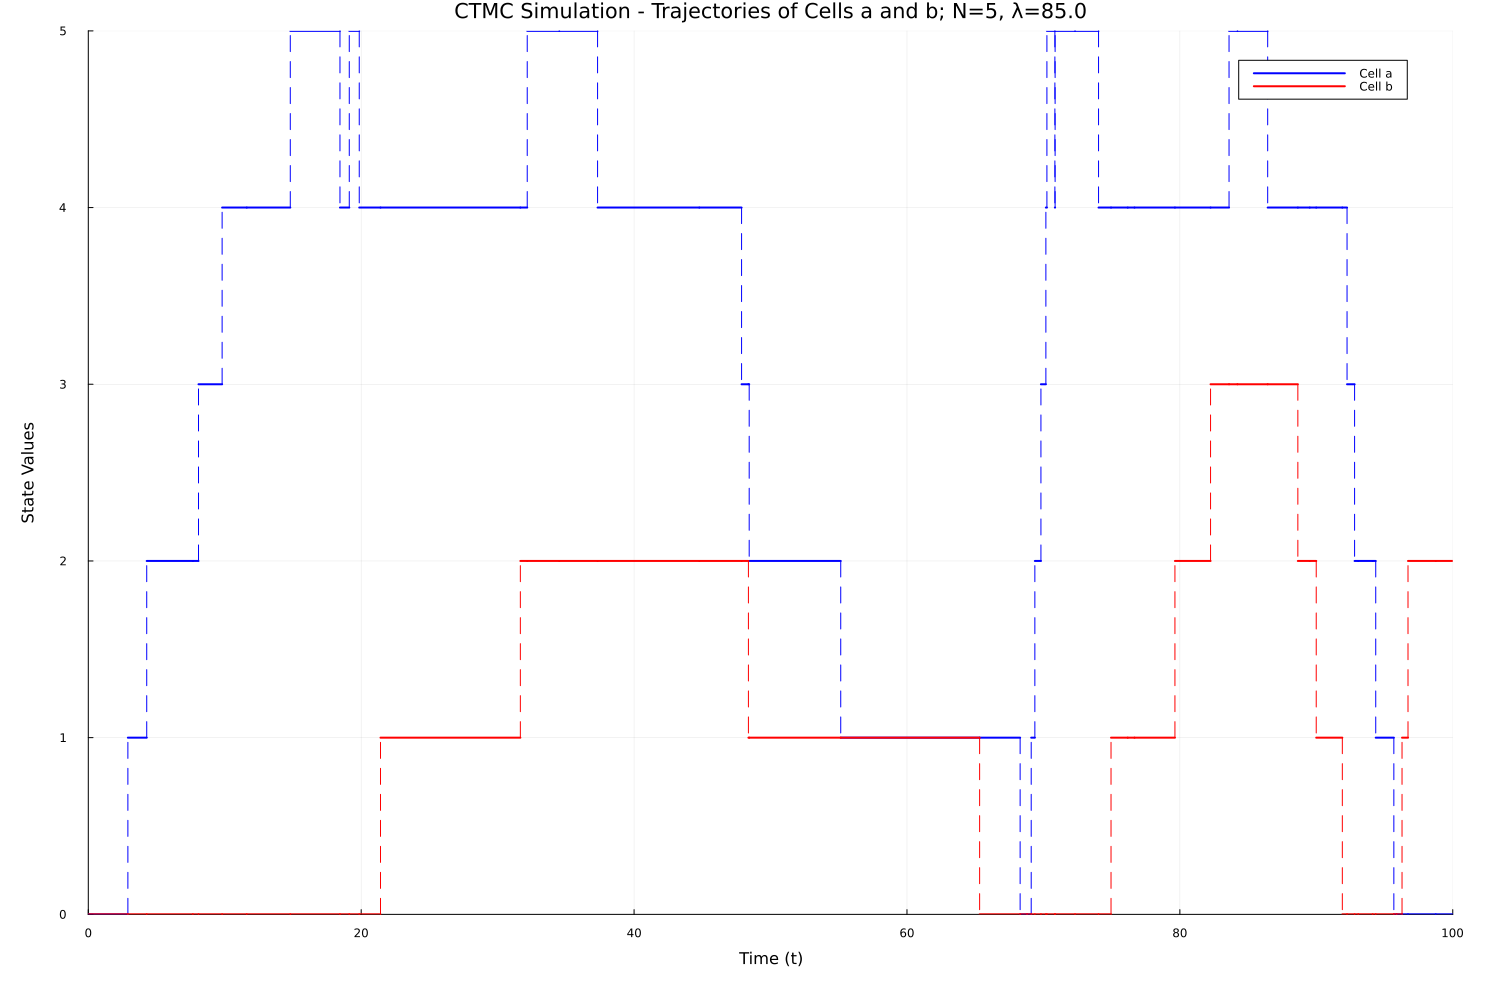 CTMC Simulation - Trajectories of Cells a and b; N=5, λ=85.0
5
Cell a
Cell b
4
3
State Values
2
1
0
0 20 40 60 80 100
Time (t)